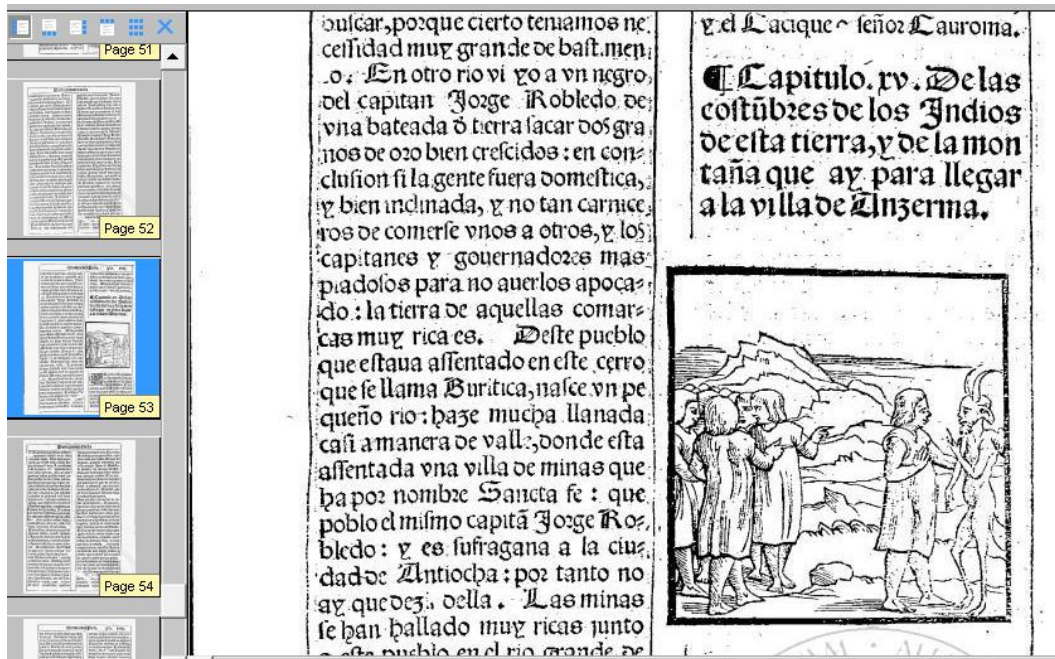 Page 51
Page 52
Page 53
Page 54
buſcar, porque cierto teniamos ne
ceſſidad muy grande de baſt.men
.o. En otro rio vi yo a vn negro
del capitan Jorge Robledo de
vna bateada d̃ tierra ſacar dos gra
nos de oro bien creſcidos: en con⸗
cluſion ſi la gente fuera domeſtica,
y bien inclinada, y no tan carnice
ros de comerſe vnos a otros, y los
capitanes y gouernadores mas
piadoſos para no auerlos apoca⸗
do: la tierra de aquellas comar⸗
cas muy rica es. Deſte pueblo
que eſtaua aſſentado en eſte cerro
que ſe llama Buritica, naſce vn pe
queño rio: haze mucha llanada
caſi a manera de valle, donde eſta
aſſentada vna villa de minas que
ha por nombre Sancta fe: que
poblo el miſmo capitã Jorge Ro⸗
bledo: y es ſufragana a la ciu⸗
dad de Antiocha: por tanto no
ay que dez. della. Las minas
ſe han hallado muy ricas junto
a eſte pueblo en el rio grande de
y el Cacique o ſeñor Cauroma.
¶ Capitulo. xv. De las
coſtũbres de los Indios
de eſta tierra, y de la mon
taña que ay para llegar
a la villa de Anzerma.